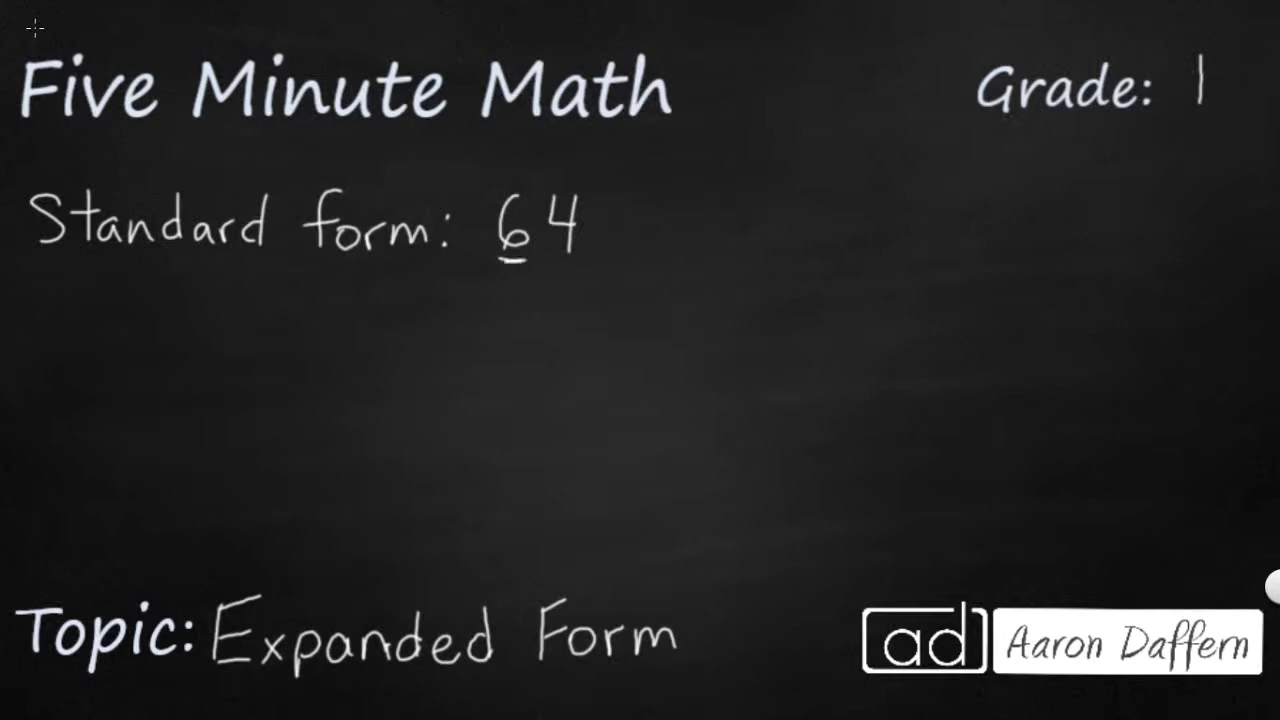 Five Minute Math
Grade: 1
Standard form: 64
Topic: Expanded Form
ad Aaron Daffern